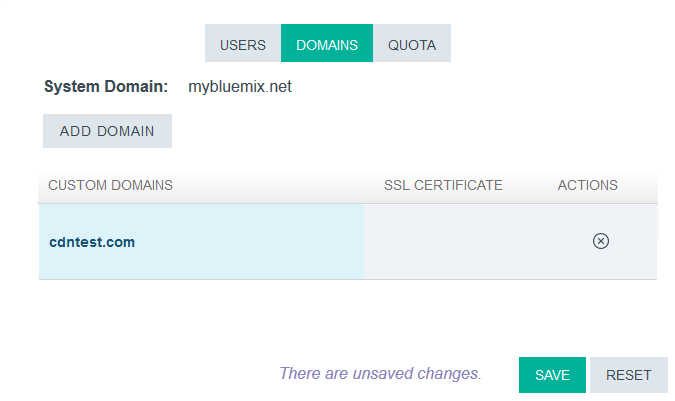 USERS DOMAINS QUOTA
System Domain: mybluemix.net
ADD DOMAIN
CUSTOM DOMAINS SSL CERTIFICATE ACTIONS
cdntest.com
There are unsaved changes. SAVE RESET